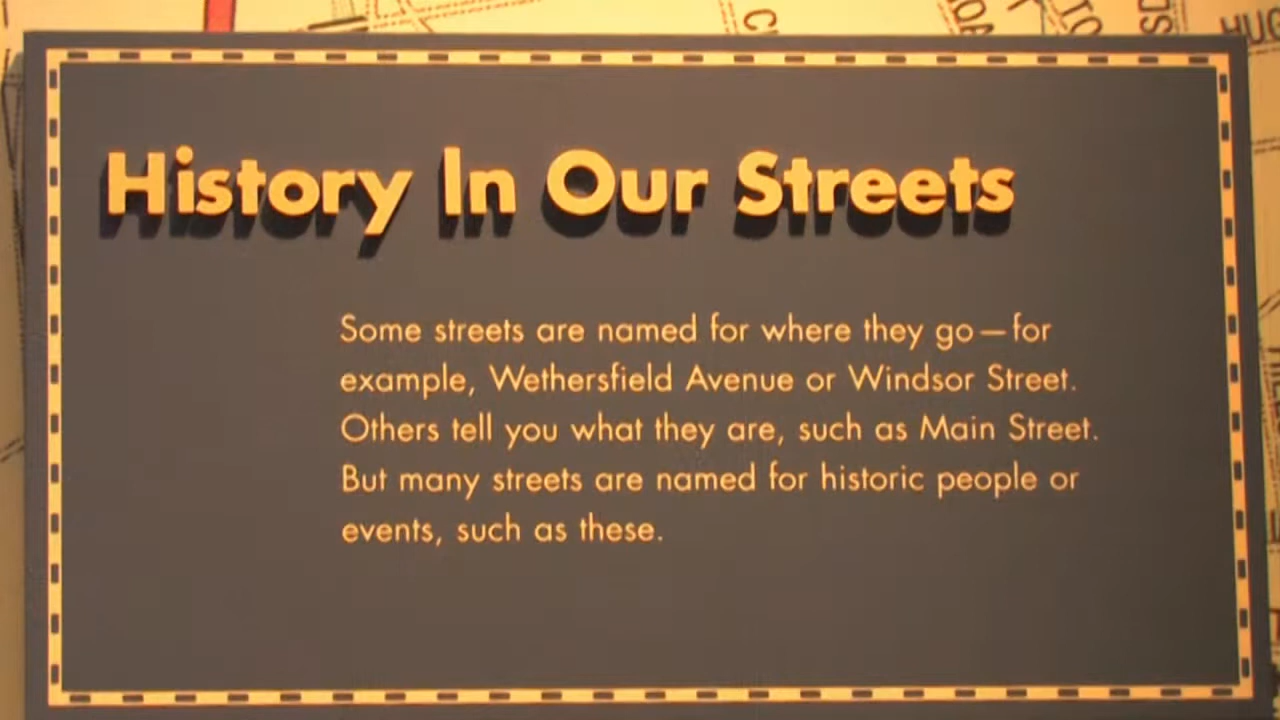 History In Our Streets
Some streets are named for where they go—for
example, Wethersfield Avenue or Windsor Street.
Others tell you what they are, such as Main Street.
But many streets are named for historic people or
events, such as these.